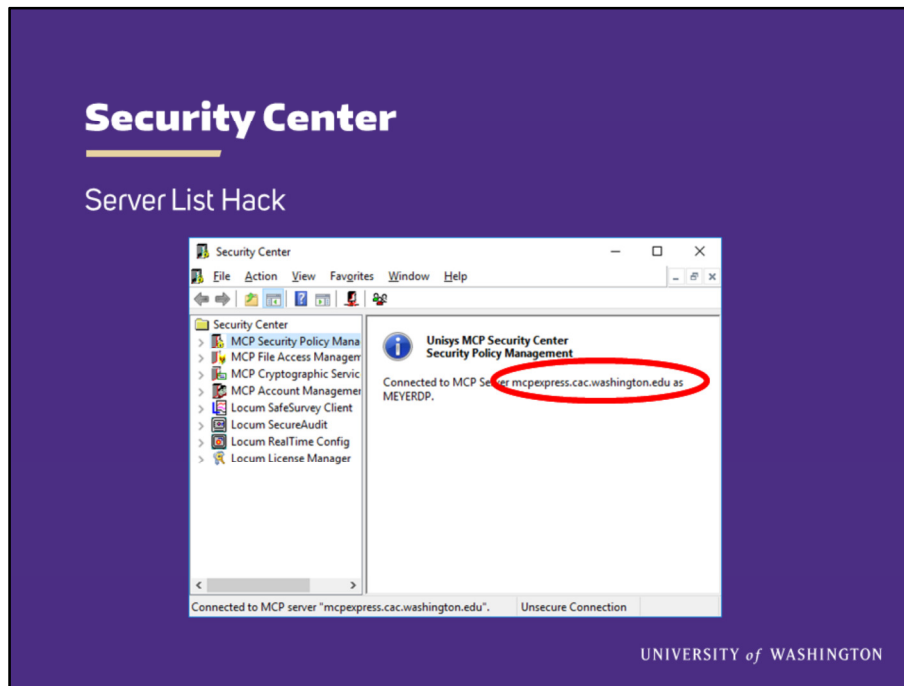 Security Center
Server List Hack
Security Center
File Action View Favorites Window Help
Security Center
MCP Security Policy Mana
MCP File Access Managem
MCP Cryptographic Servic
MCP Account Managemer
Locum SafeSurvey Client
Locum SecureAudit
Locum RealTime Config
Locum License Manager
Unisys MCP Security Center
Security Policy Management
Connected to MCP Server mcpexpress.cac.washington.edu as
MEYERDP.
Connected to MCP server "mcpexpress.cac.washington.edu". Unsecure Connection
UNIVERSITY of WASHINGTON